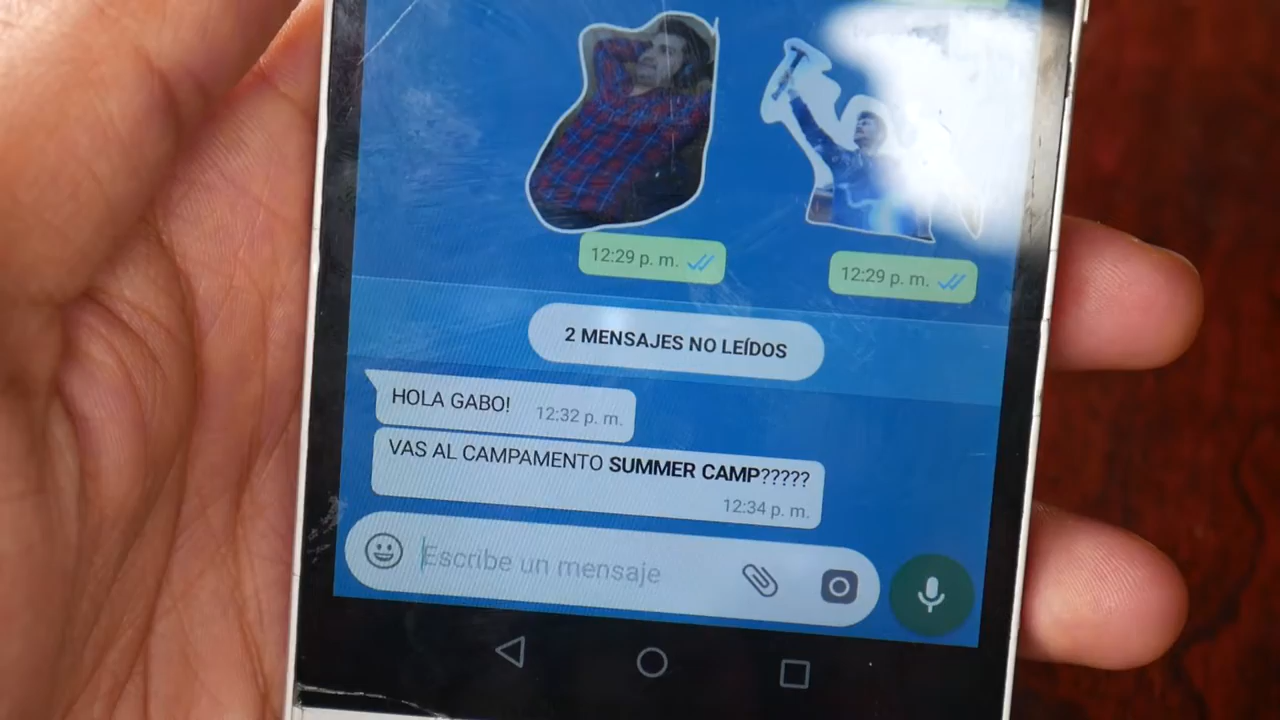 12:29 p. m.
12:29 p. m.
2 MENSAJES NO LEÍDOS
HOLA GABO!
12:32 p. m.
VAS AL CAMPAMENTO SUMMER CAMP?????
12:34 p. m.
Escribe un mensaje